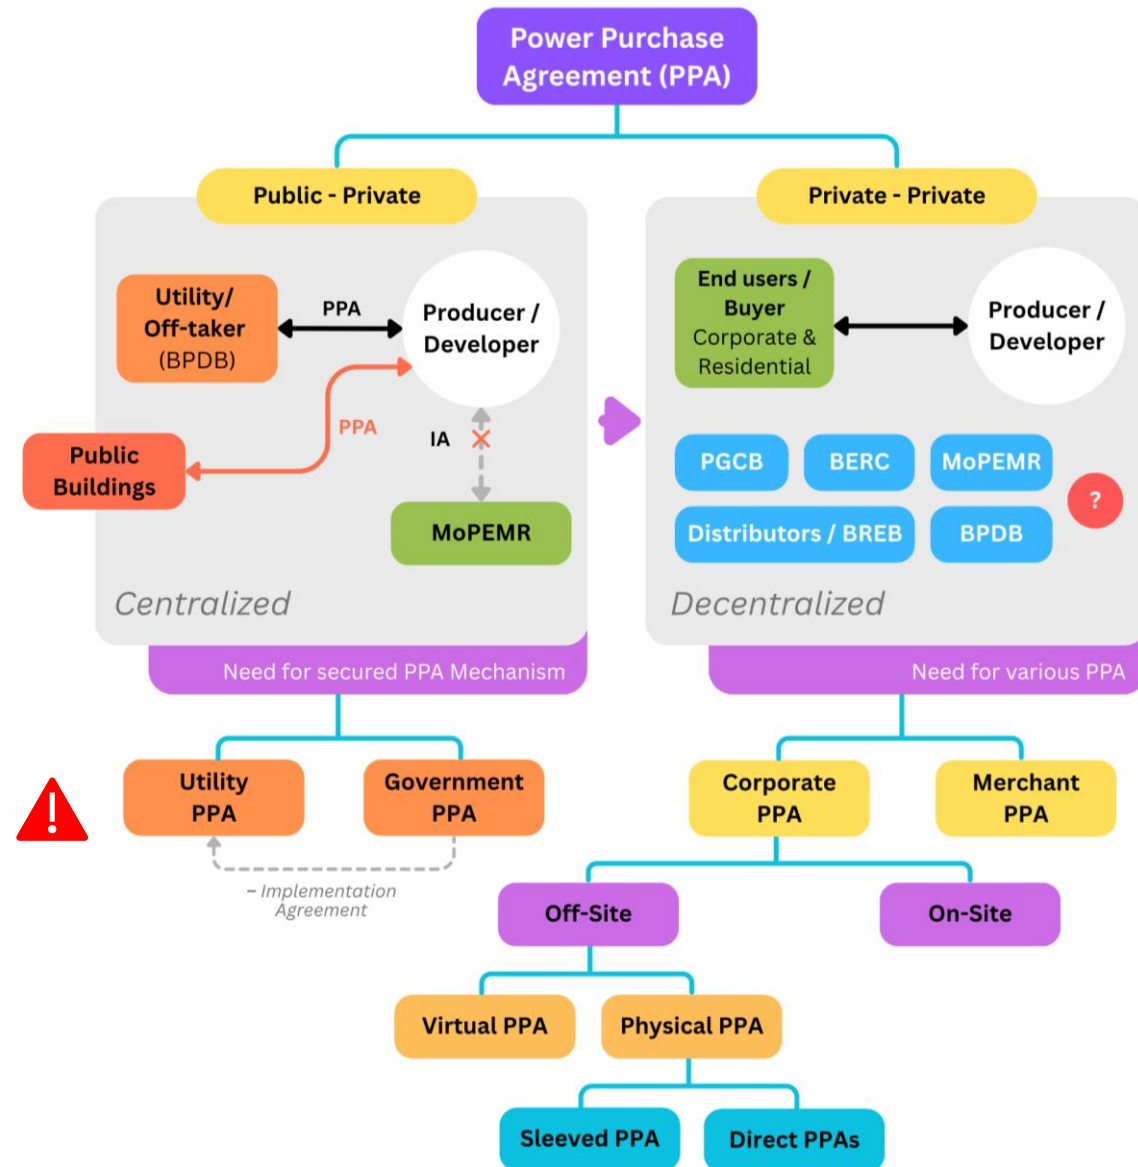 Power Purchase
Agreement (PPA)
Public - Private
Private - Private
Utility/
Off-taker
(BPDB)
PPA
Producer /
Developer
PPA
IA
Public
Buildings
MoPEMR
Centralized
Need for secured PPA Mechanism
End users /
Buyer
Corporate &
Residential
Producer /
Developer
PGCB
BERC
MoPEMR
?
Distributors / BREB
BPDB
Decentralized
Need for various PPA
!
Utility
PPA
Government
PPA
– Implementation
Agreement
Corporate
PPA
Merchant
PPA
Off-Site
On-Site
Virtual PPA
Physical PPA
Sleeved PPA
Direct PPAs